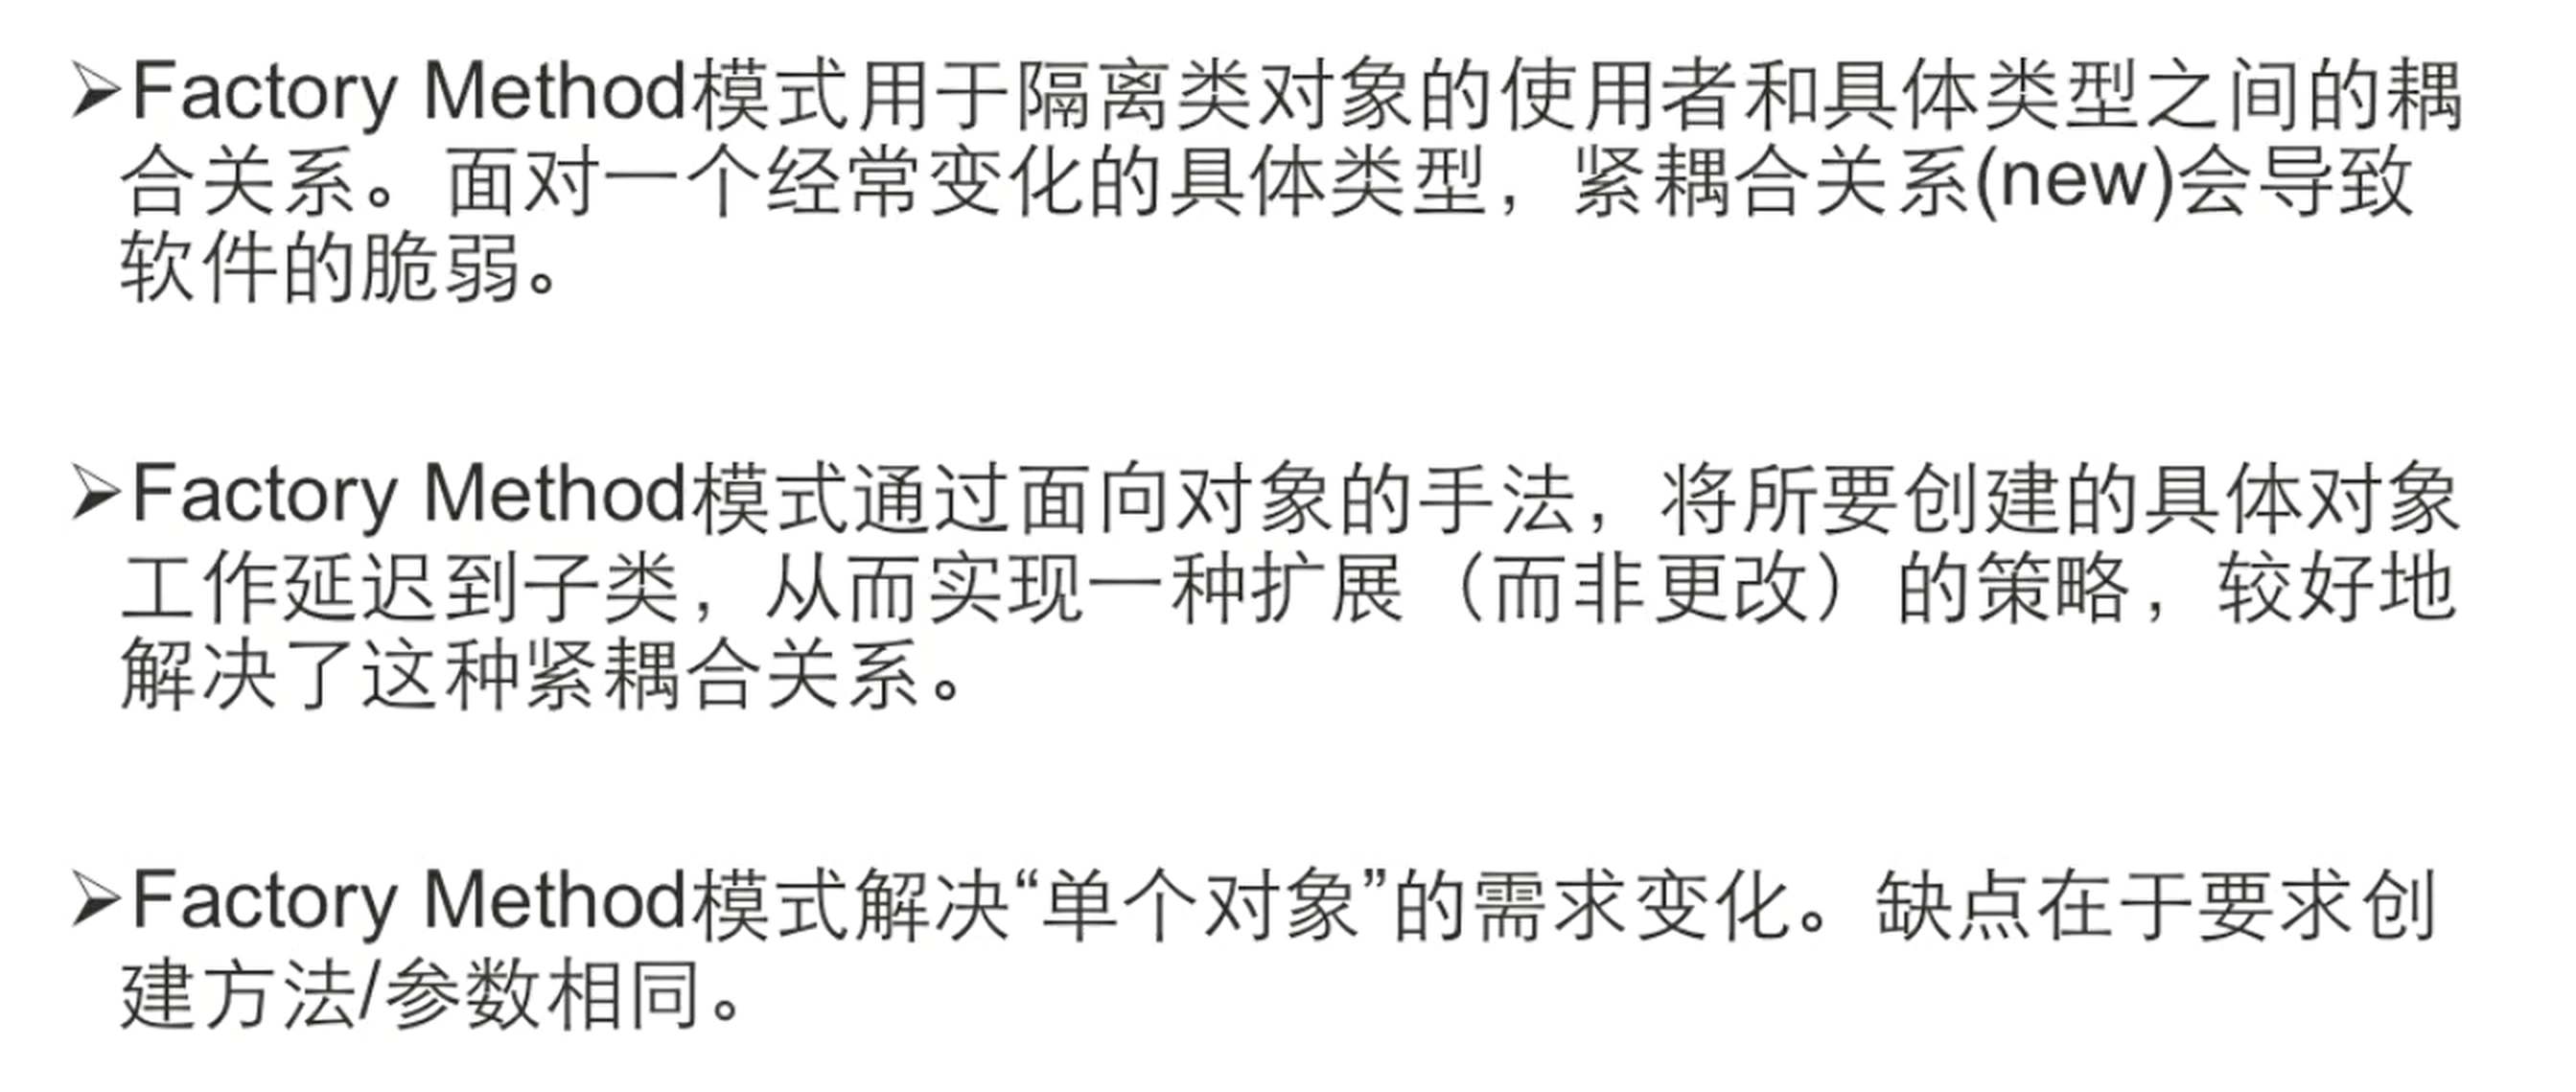 ➢Factory Method模式用于隔离类对象的使用者和具体类型之间的耦
合关系。面对一个经常变化的具体类型，紧耦合关系(new)会导致
软件的脆弱。
➢Factory Method模式通过面向对象的手法，将所要创建的具体对象
工作延迟到子类，从而实现一种扩展（而非更改）的策略，较好地
解决了这种紧耦合关系。
➢Factory Method模式解决“单个对象”的需求变化。缺点在于要求创
建方法/参数相同。